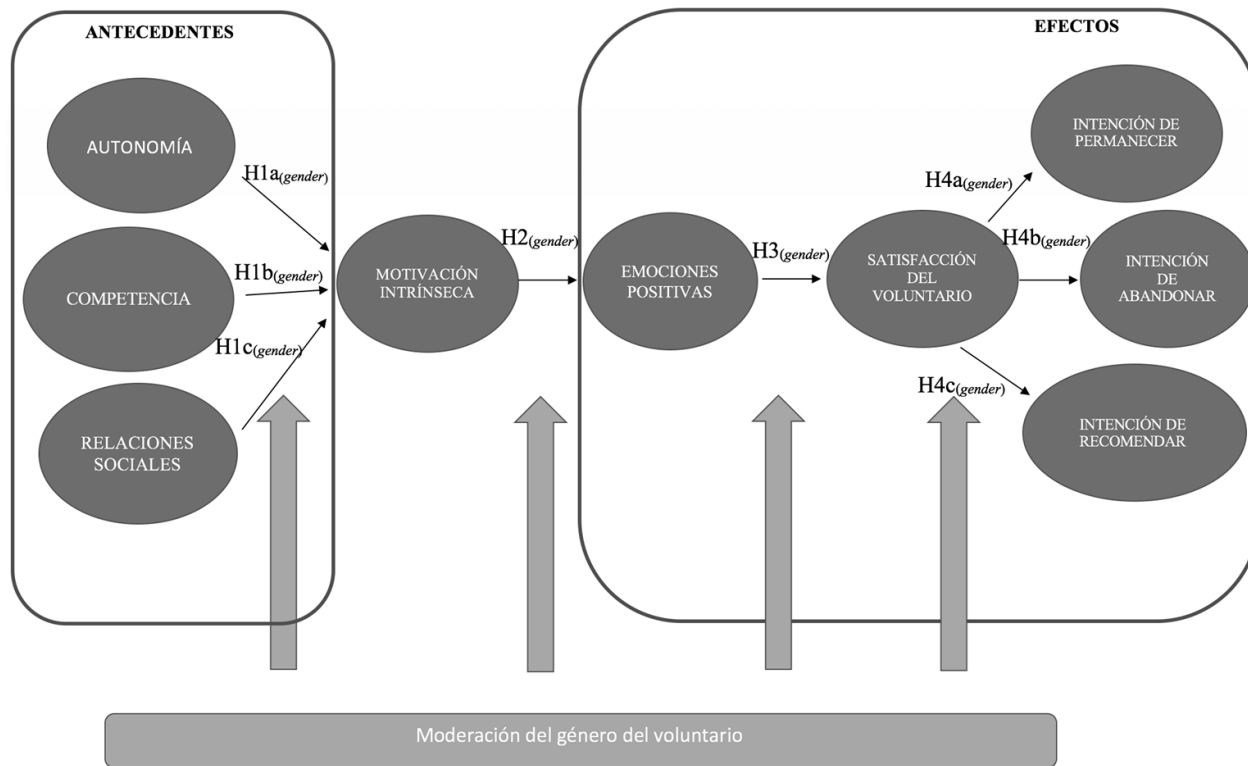 ANTECEDENTES
AUTONOMÍA
H1a(gender)
COMPETENCIA
H1b(gender)
H1c(gender)
RELACIONES
SOCIALES
MOTIVACIÓN
INTRÍNSECA
H2(gender)
EFECTOS
EMOCIONES
POSITIVAS
H3(gender)
SATISFACCIÓN
DEL
VOLUNTARIO
H4a(gender)
H4b(gender)
H4c(gender)
INTENCIÓN DE
PERMANECER
INTENCIÓN
DE
ABANDONAR
INTENCIÓN DE
RECOMENDAR
Moderación del género del voluntario